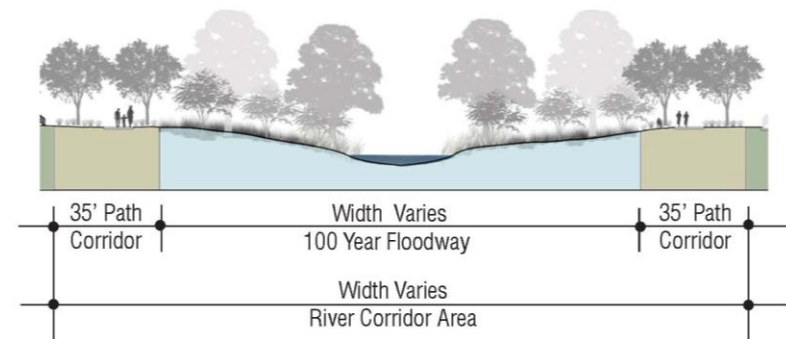 35' Path
Corridor
Width Varies
100 Year Floodway
35' Path
Corridor
Width Varies
River Corridor Area